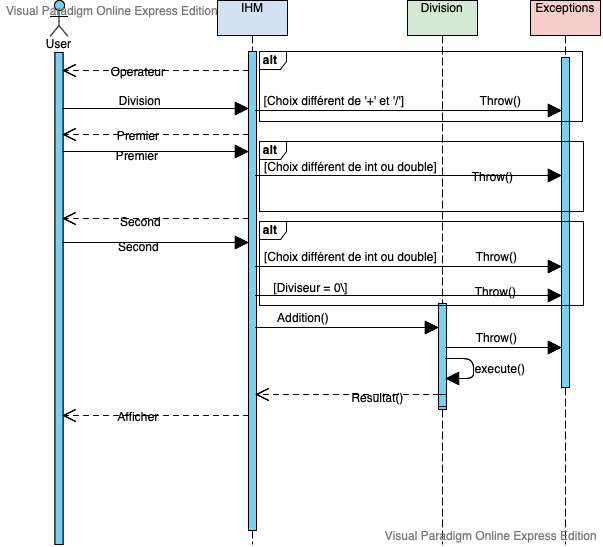 Visual Paradigm Online Express Edition
IHM
Division
Exceptions
User
alt
Operateur
Division
[Choix différent de '+' et '/']
Throw()
Premier
Premier
alt
[Choix différent de int ou double]
Throw()
Second
Second
alt
[Choix différent de int ou double]
Throw()
[Diviseur = 0\]
Throw()
Addition()
Throw()
execute()
Resultat()
Afficher
Visual Paradigm Online Express Edition